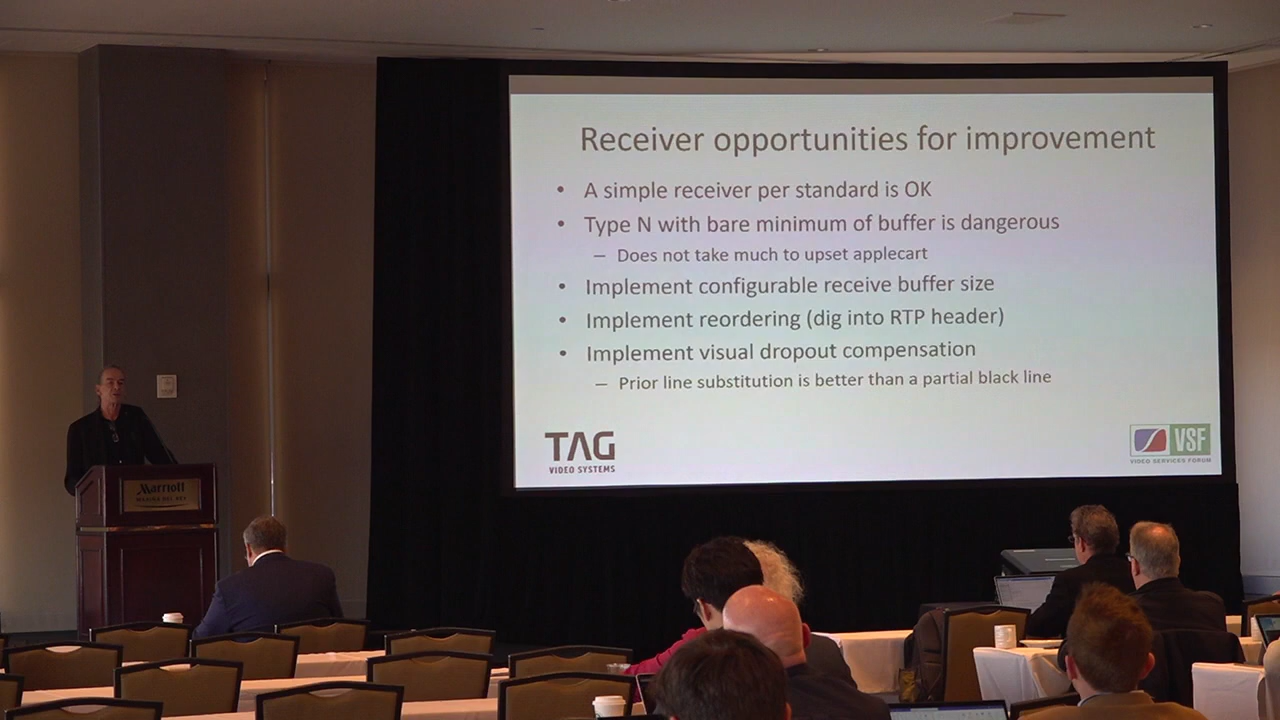 Receiver opportunities for improvement
• A simple receiver per standard is OK
• Type N with bare minimum of buffer is dangerous
– Does not take much to upset applecart
• Implement configurable receive buffer size
• Implement reordering (dig into RTP header)
• Implement visual dropout compensation
– Prior line substitution is better than a partial black line
TAG
VIDEO SYSTEMS
VSF
VIDEO SERVICES FORUM
Marriott
MARINA DEL REY